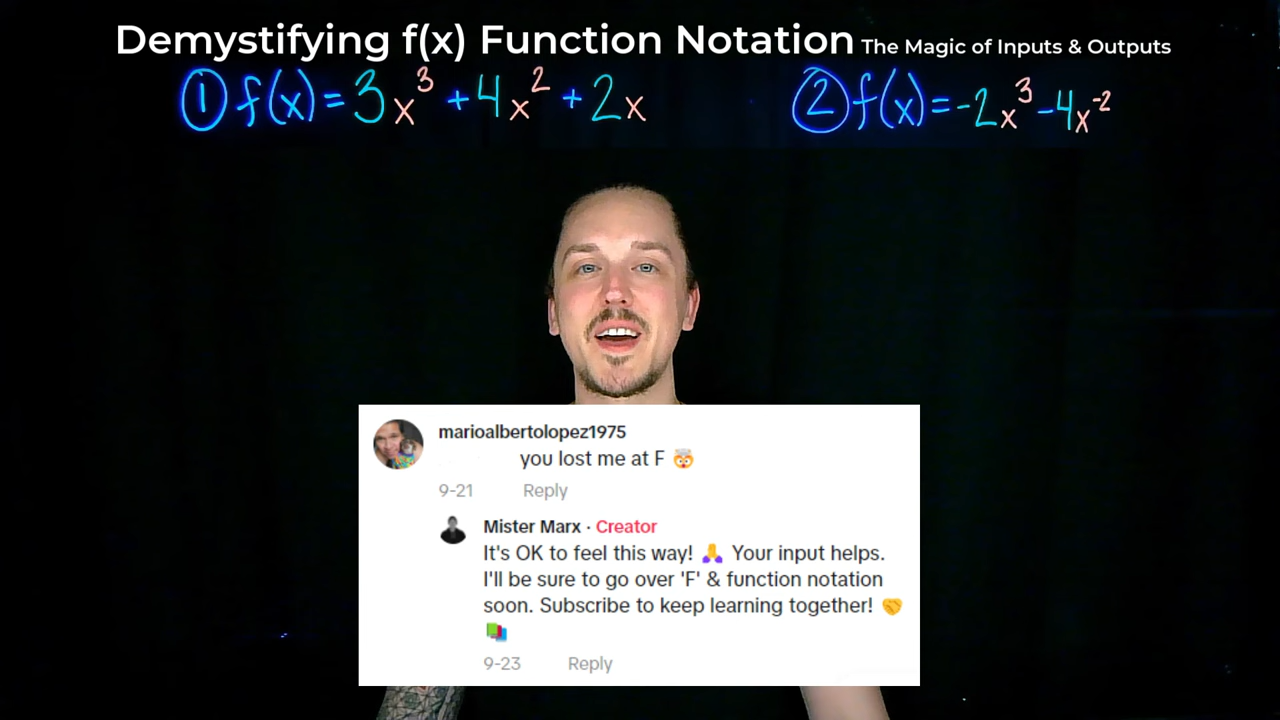 Demystifying f(x) Function Notation The Magic of Inputs & Outputs
① f(x) = 3x³ + 4x² + 2x
② f(x) = -2x³ - 4x⁻²
marioalbertolopez1975
you lost me at F 🤯
9-21 Reply
Mister Marx · Creator
It's OK to feel this way! 🙏 Your input helps.
I'll be sure to go over 'F' & function notation
soon. Subscribe to keep learning together! 🤝
📚
9-23 Reply